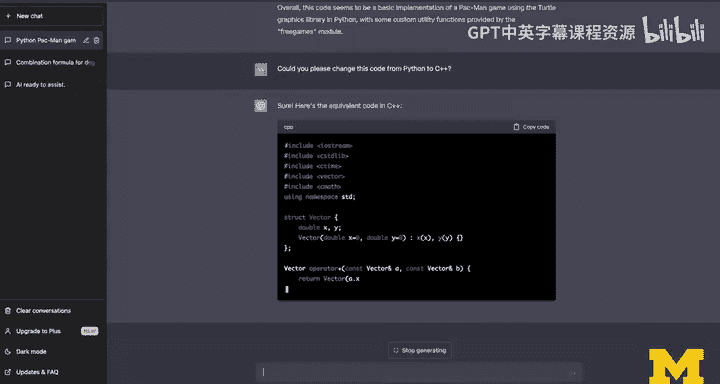 New chat
Python Pac-Man gam
Combination formula for deg
AI ready to assist.
Clear conversations
Upgrade to Plus
NEW
Dark mode
Updates & FAQ
Overall, this code seems to be a basic implementation of a Pac-Man game using the Turtle
graphics library in Python, with some custom utility functions provided by the
"freegames" module.
GPT中英字幕课程资源 bilibili
Could you please change this code from Python to C++?
Sure! Here's the equivalent code in C++:
cpp
Copy code
#include <iostream>
#include <cstdlib>
#include <ctime>
#include <vector>
#include <cmath>
using namespace std;
struct Vector {
double x, y;
Vector(double x=0, double y=0) : x(x), y(y) {}
};
Vector operator+(const Vector& a, const Vector& b) {
return Vector(a.x
Stop generating
M